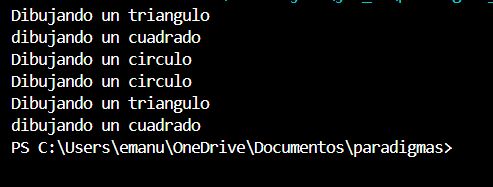 Dibujando un triangulo
dibujando un cuadrado
Dibujando un circulo
Dibujando un circulo
Dibujando un triangulo
dibujando un cuadrado
PS C:\Users\emanu\OneDrive\Documentos\paradigmas>